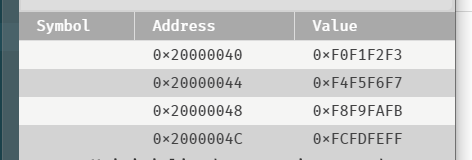 Symbol Address Value
0×20000040 0×F0F1F2F3
0×20000044 0×F4F5F6F7
0×20000048 0×F8F9FAFB
0×2000004C 0×FCFDFEFF